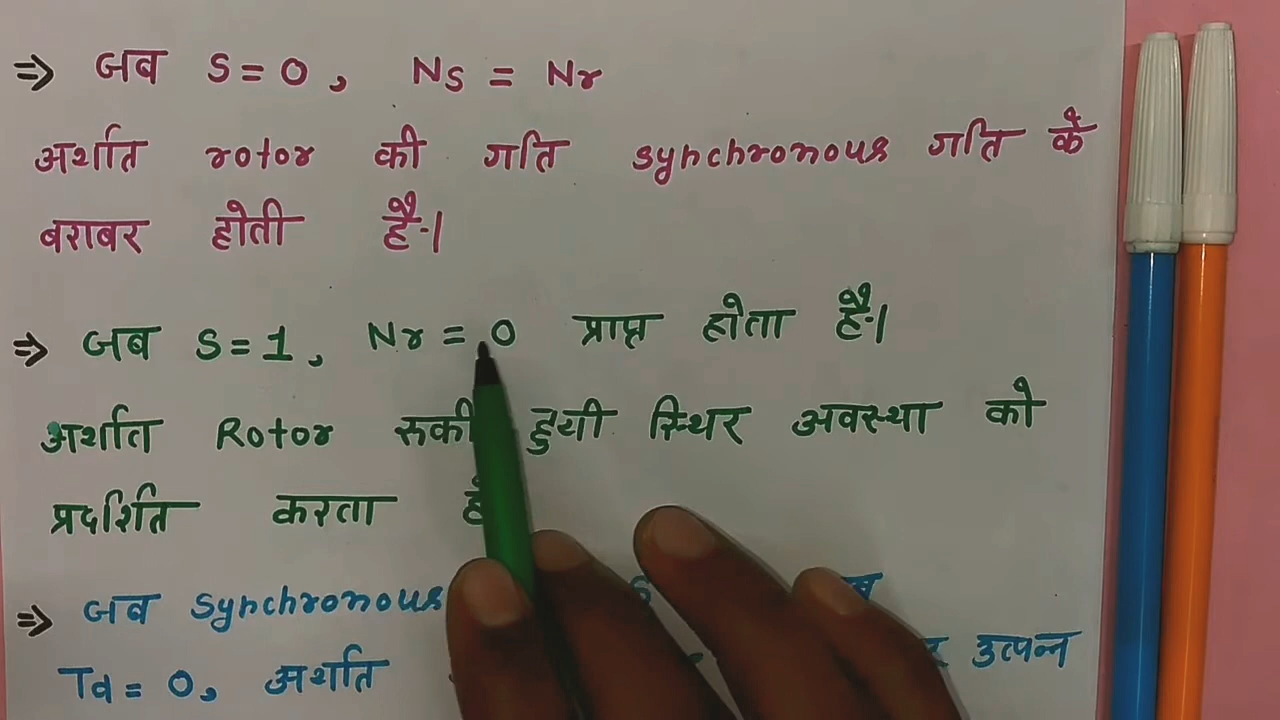 ⇒ जब S = 0, Ns = Nr
अर्थात rotor की गति synchronous गति के
बराबर होती है।
⇒ जब S = 1, Nr = 0 प्राप्त होता है।
अर्थात Rotor रूकी हुयी स्थिर अवस्था को
प्रदर्शित करता
⇒ जब synchronous
Td = 0, अर्थात उत्पन्न